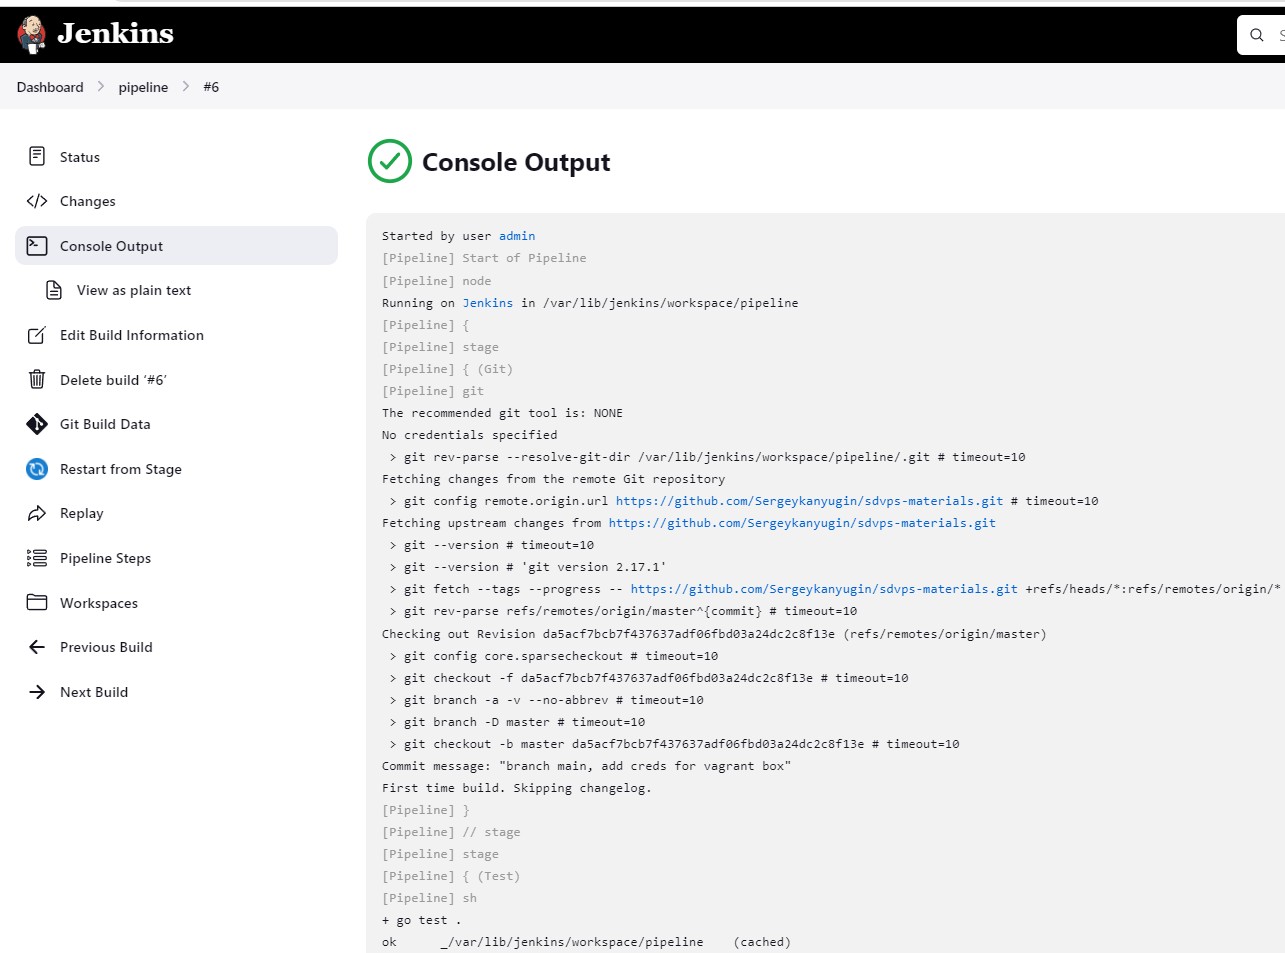 Jenkins
Dashboard > pipeline > #6
Status
Changes
Console Output
View as plain text
Edit Build Information
Delete build ‘#6’
Git Build Data
Restart from Stage
Replay
Pipeline Steps
Workspaces
Previous Build
Next Build
Console Output
Started by user admin
[Pipeline] Start of Pipeline
[Pipeline] node
Running on Jenkins in /var/lib/jenkins/workspace/pipeline
[Pipeline] {
[Pipeline] stage
[Pipeline] { (Git)
[Pipeline] git
The recommended git tool is: NONE
No credentials specified
> git rev-parse --resolve-git-dir /var/lib/jenkins/workspace/pipeline/.git # timeout=10
Fetching changes from the remote Git repository
> git config remote.origin.url https://github.com/Sergeykanyugin/sdvps-materials.git # timeout=10
Fetching upstream changes from https://github.com/Sergeykanyugin/sdvps-materials.git
> git --version # timeout=10
> git --version # 'git version 2.17.1'
> git fetch --tags --progress -- https://github.com/Sergeykanyugin/sdvps-materials.git +refs/heads/*:refs/remotes/origin/*
> git rev-parse refs/remotes/origin/master^{commit} # timeout=10
Checking out Revision da5acf7bcb7f437637adf06fbd03a24dc2c8f13e (refs/remotes/origin/master)
> git config core.sparsecheckout # timeout=10
> git checkout -f da5acf7bcb7f437637adf06fbd03a24dc2c8f13e # timeout=10
> git branch -a -v --no-abbrev # timeout=10
> git branch -D master # timeout=10
> git checkout -b master da5acf7bcb7f437637adf06fbd03a24dc2c8f13e # timeout=10
Commit message: "branch main, add creds for vagrant box"
First time build. Skipping changelog.
[Pipeline] }
[Pipeline] // stage
[Pipeline] stage
[Pipeline] { (Test)
[Pipeline] sh
+ go test .
ok _/var/lib/jenkins/workspace/pipeline (cached)